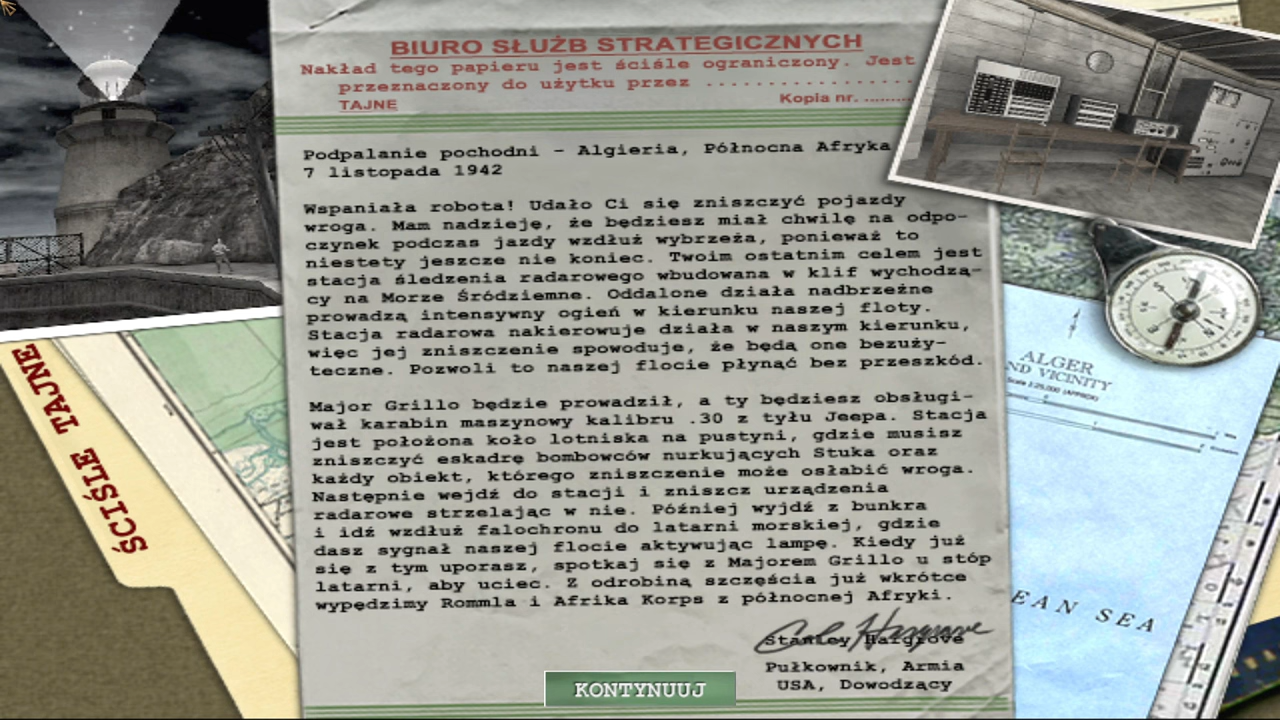 BIURO SŁUŻB STRATEGICZNYCH
Nakład tego papieru jest ściśle ograniczony. Jest
przeznaczony do użytku przez ...............
TAJNE Kopia nr. .........
Podpalanie pochodni - Algieria, Północna Afryka
7 listopada 1942
Wspaniała robota! Udało Ci się zniszczyć pojazdy
wroga. Mam nadzieję, że będziesz miał chwilę na odpo-
czynek podczas jazdy wzdłuż wybrzeża, ponieważ to
niestety jeszcze nie koniec. Twoim ostatnim celem jest
stacja śledzenia radarowego wbudowana w klif wychodzą-
cy na Morze Śródziemne. Oddalone działa nadbrzeżne
prowadzą intensywny ogień w kierunku naszej floty.
Stacja radarowa nakierowuje działa w naszym kierunku,
więc jej zniszczenie spowoduje, że będą one bezuży-
teczne. Pozwoli to naszej flocie płynąć bez przeszkód.
Major Grillo będzie prowadził, a ty będziesz obsługi-
wał karabin maszynowy kalibru .30 z tyłu Jeepa. Stacja
jest położona koło lotniska na pustyni, gdzie musisz
zniszczyć eskadrę bombowców nurkujących Stuka oraz
każdy obiekt, którego zniszczenie może osłabić wroga.
Następnie wejdź do stacji i zniszcz urządzenia
radarowe strzelając w nie. Później wyjdź z bunkra
i idź wzdłuż falochronu do latarni morskiej, gdzie
dasz sygnał naszej flocie aktywując lampę. Kiedy już
się z tym uporasz, spotkaj się z Majorem Grillo u stóp
latarni, aby uciec. Z odrobiną szczęścia już wkrótce
wypędzimy Rommla i Afrika Korps z północnej Afryki.
Stanley Hargrove
Pułkownik, Armia
USA, Dowodzący
KONTYNUUJ
ŚCIŚLE TAJNE
ALGER
ND VICINITY
EAN SEA